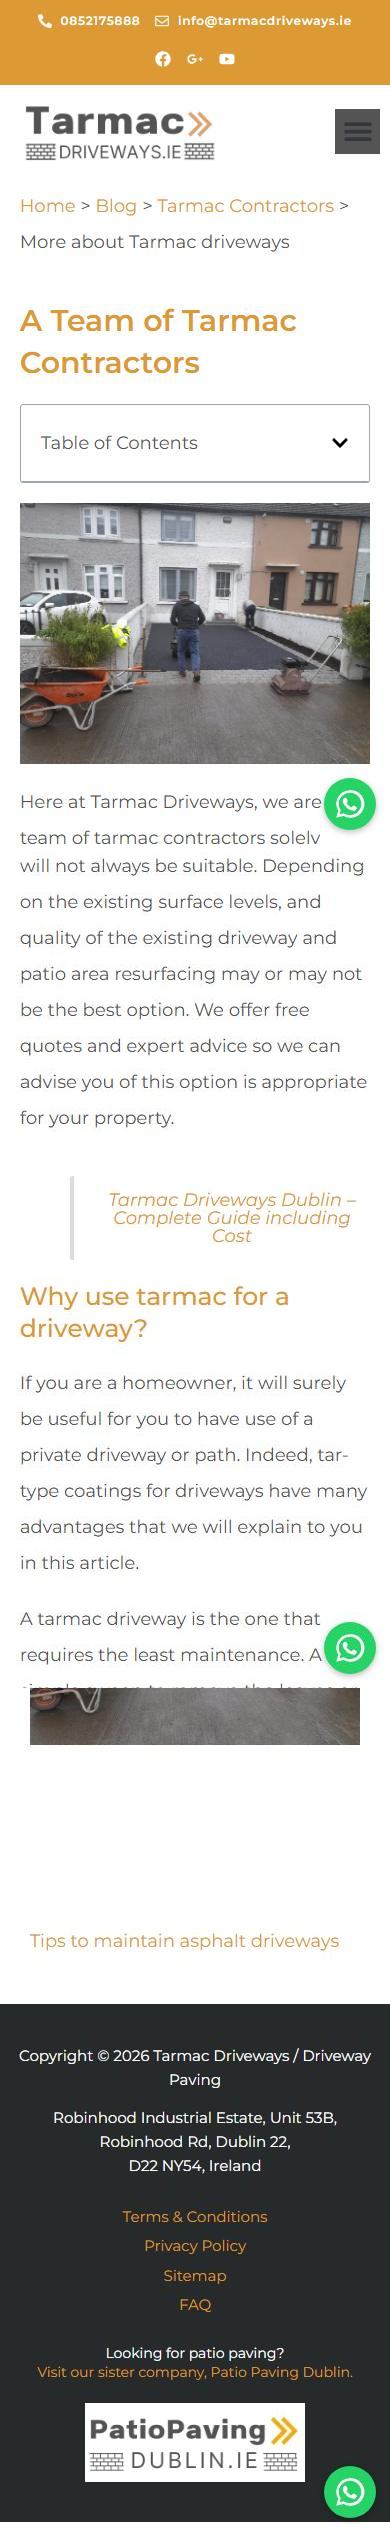 0852175888 info@tarmacdriveways.ie
Tarmac
DRIVEWAYS.IE
Home > Blog > Tarmac Contractors >
More about Tarmac driveways
A Team of Tarmac
Contractors
Table of Contents
Here at Tarmac Driveways, we are
team of tarmac contractors solely
will not always be suitable. Depending
on the existing surface levels, and
quality of the existing driveway and
patio area resurfacing may or may not
be the best option. We offer free
quotes and expert advice so we can
advise you of this option is appropriate
for your property.
Tarmac Driveways Dublin –
Complete Guide including
Cost
Why use tarmac for a
driveway?
If you are a homeowner, it will surely
be useful for you to have use of a
private driveway or path. Indeed, tar-
type coatings for driveways have many
advantages that we will explain to you
in this article.
A tarmac driveway is the one that
requires the least maintenance. A
Tips to maintain asphalt driveways
Copyright © 2026 Tarmac Driveways / Driveway
Paving
Robinhood Industrial Estate, Unit 53B,
Robinhood Rd, Dublin 22,
D22 NY54, Ireland
Terms & Conditions
Privacy Policy
Sitemap
FAQ
Looking for patio paving?
Visit our sister company, Patio Paving Dublin.
PatioPaving
DUBLIN.IE